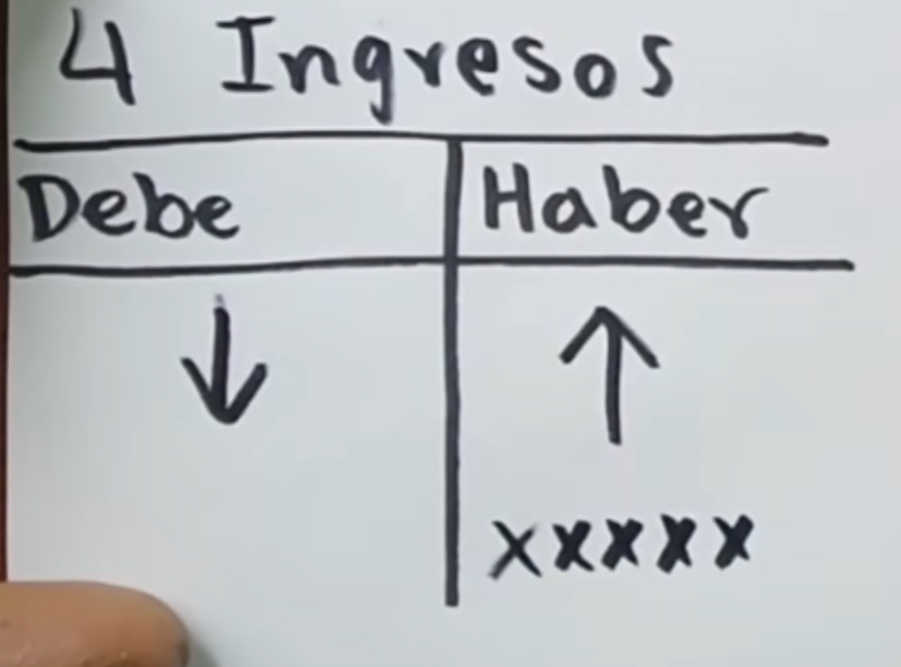 4 Ingresos
Debe Haber
↓ ↑
xxxxx